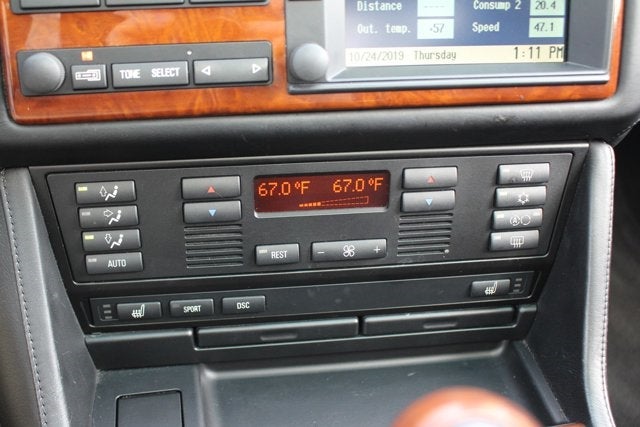 Distance ---- Consump 2 20.4
Out. temp. +57 Speed 47.1
10/24/2019 Thursday 1:11 PM
TONE SELECT
67.0°F 67.0°F
AUTO
REST
- +
SPORT
DSC